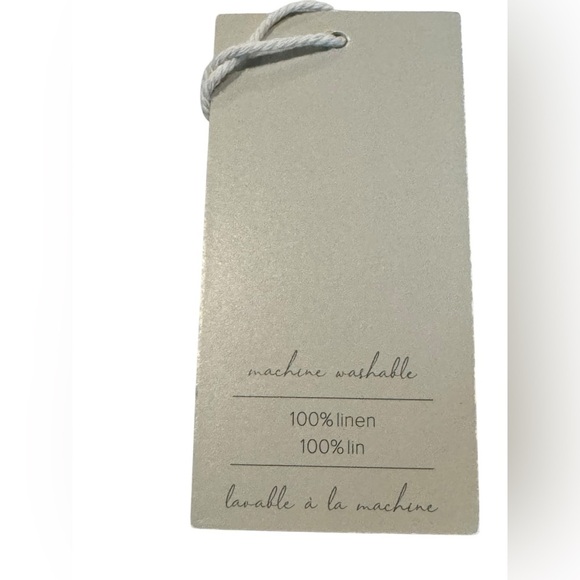 machine washable
100% linen
100% lin
lavable à la machine